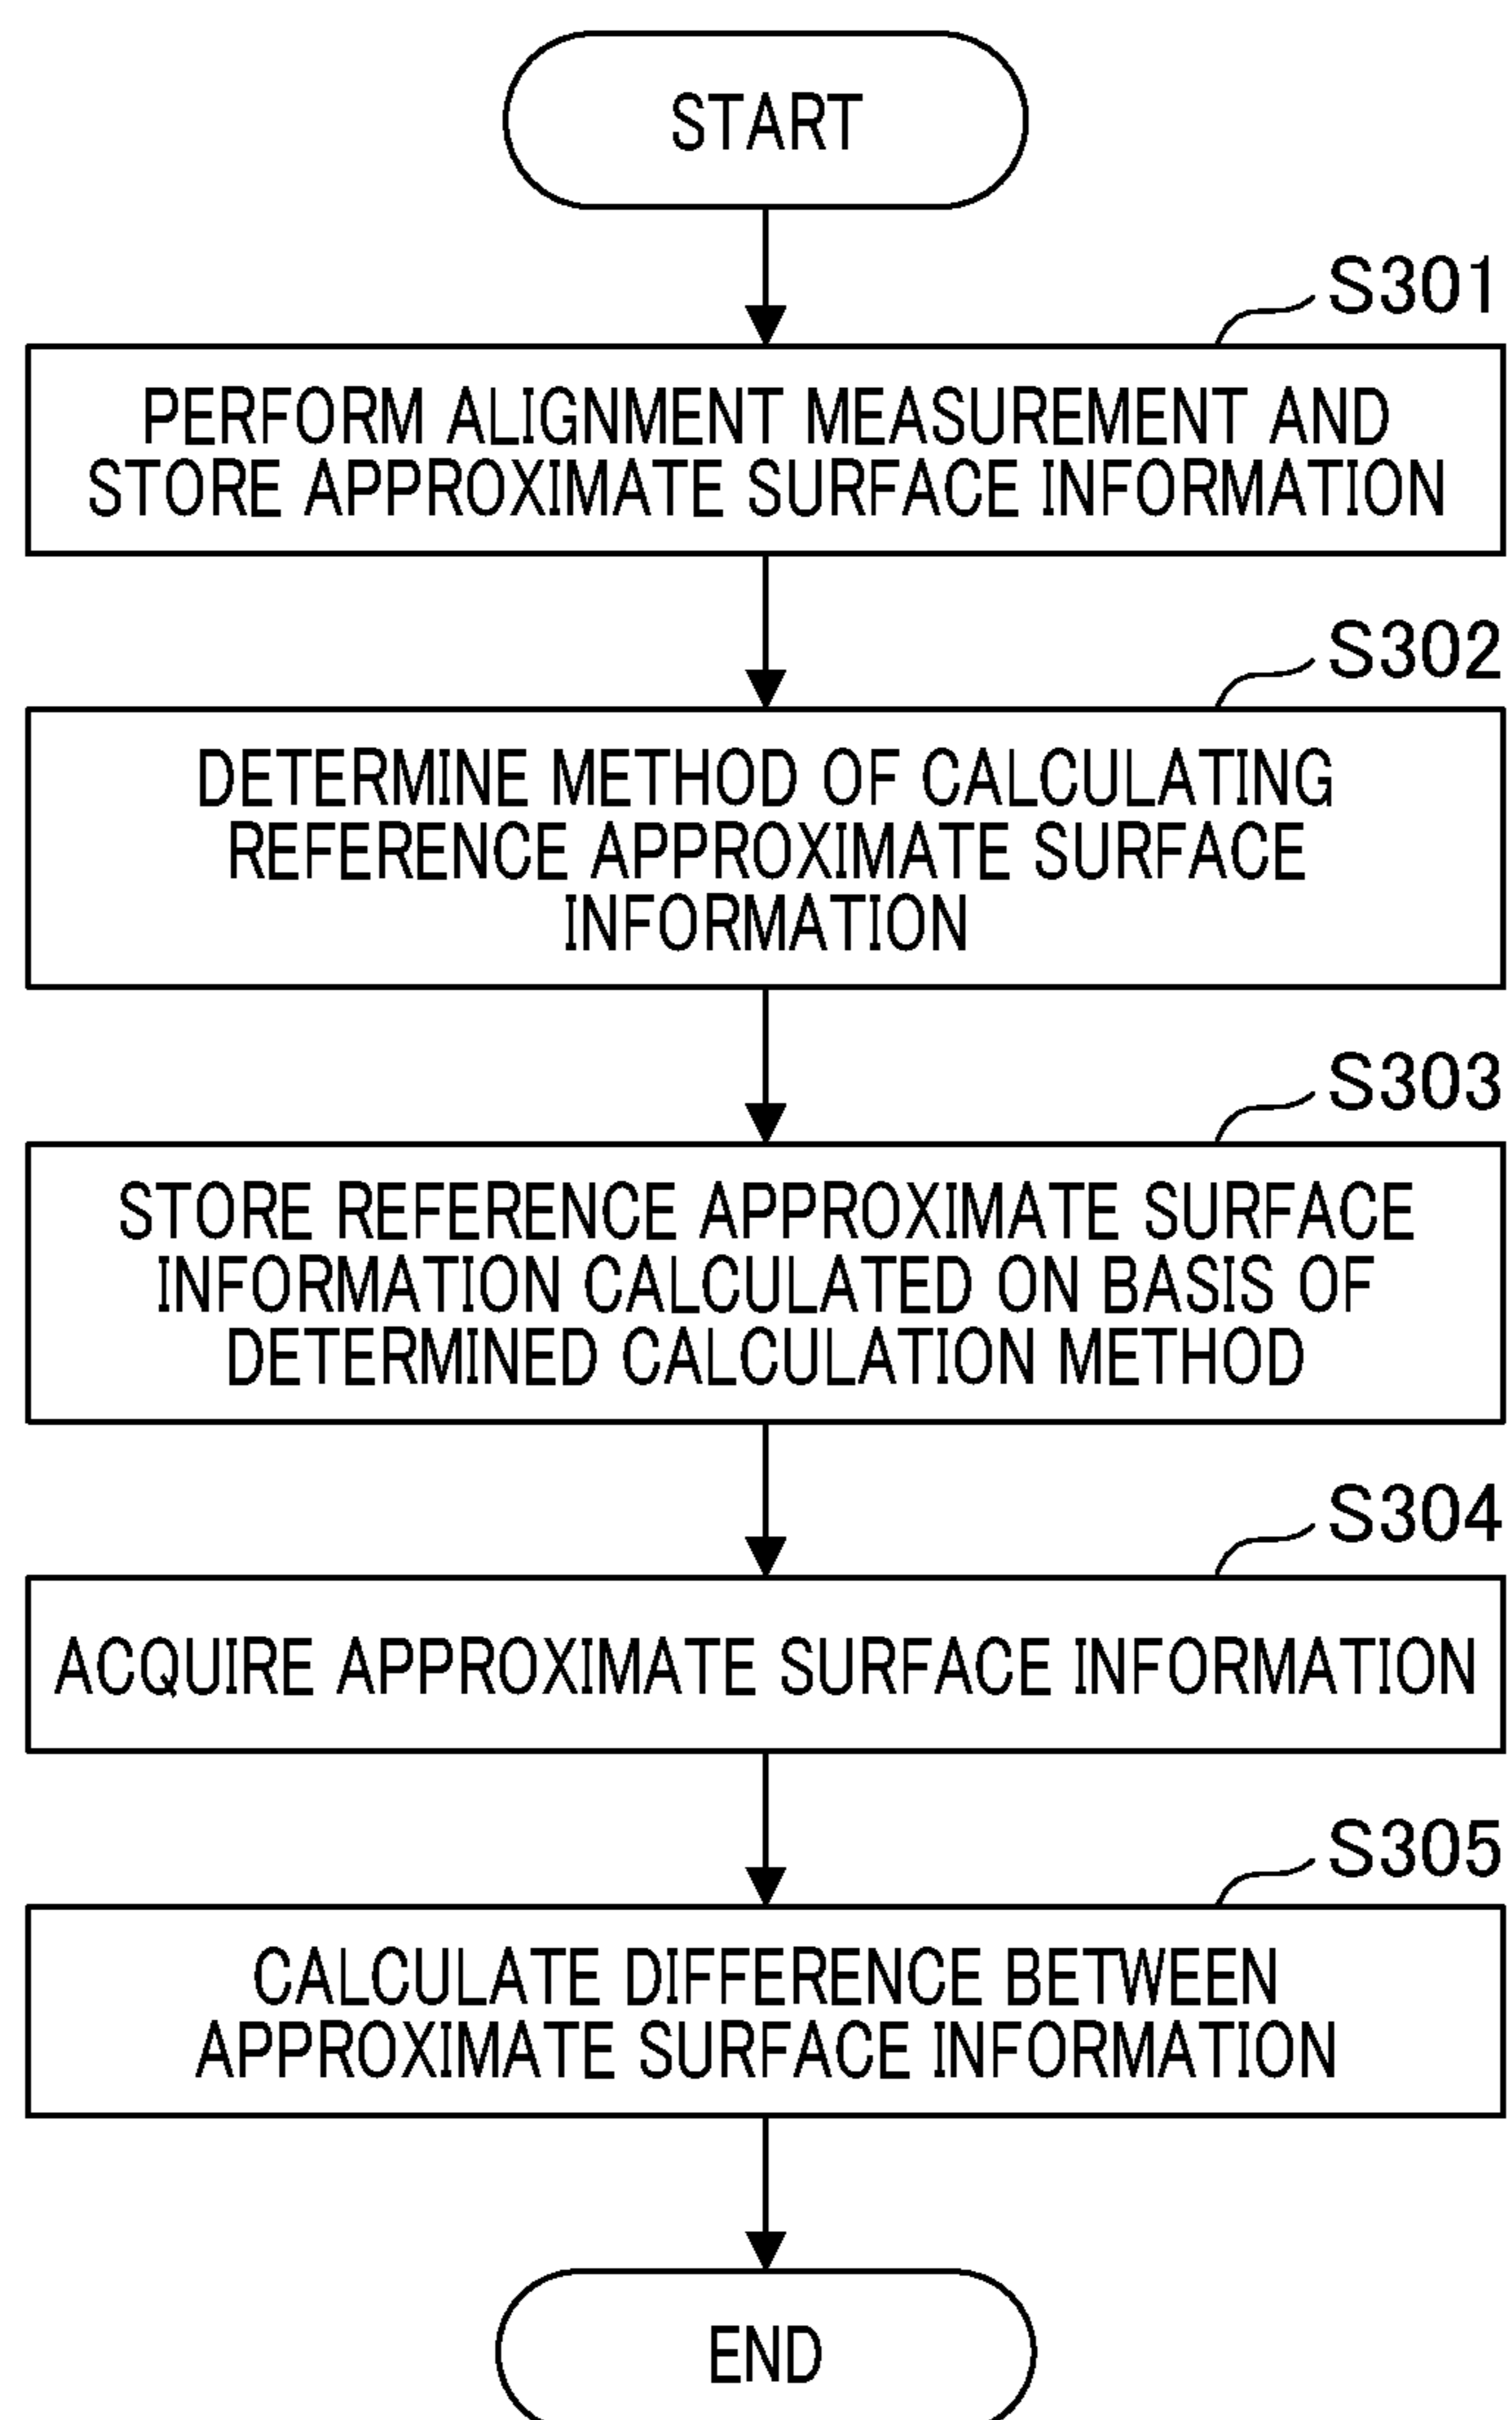 START
S301
PERFORM ALIGNMENT MEASUREMENT AND
STORE APPROXIMATE SURFACE INFORMATION
S302
DETERMINE METHOD OF CALCULATING
REFERENCE APPROXIMATE SURFACE
INFORMATION
S303
STORE REFERENCE APPROXIMATE SURFACE
INFORMATION CALCULATED ON BASIS OF
DETERMINED CALCULATION METHOD
S304
ACQUIRE APPROXIMATE SURFACE INFORMATION
S305
CALCULATE DIFFERENCE BETWEEN
APPROXIMATE SURFACE INFORMATION
END